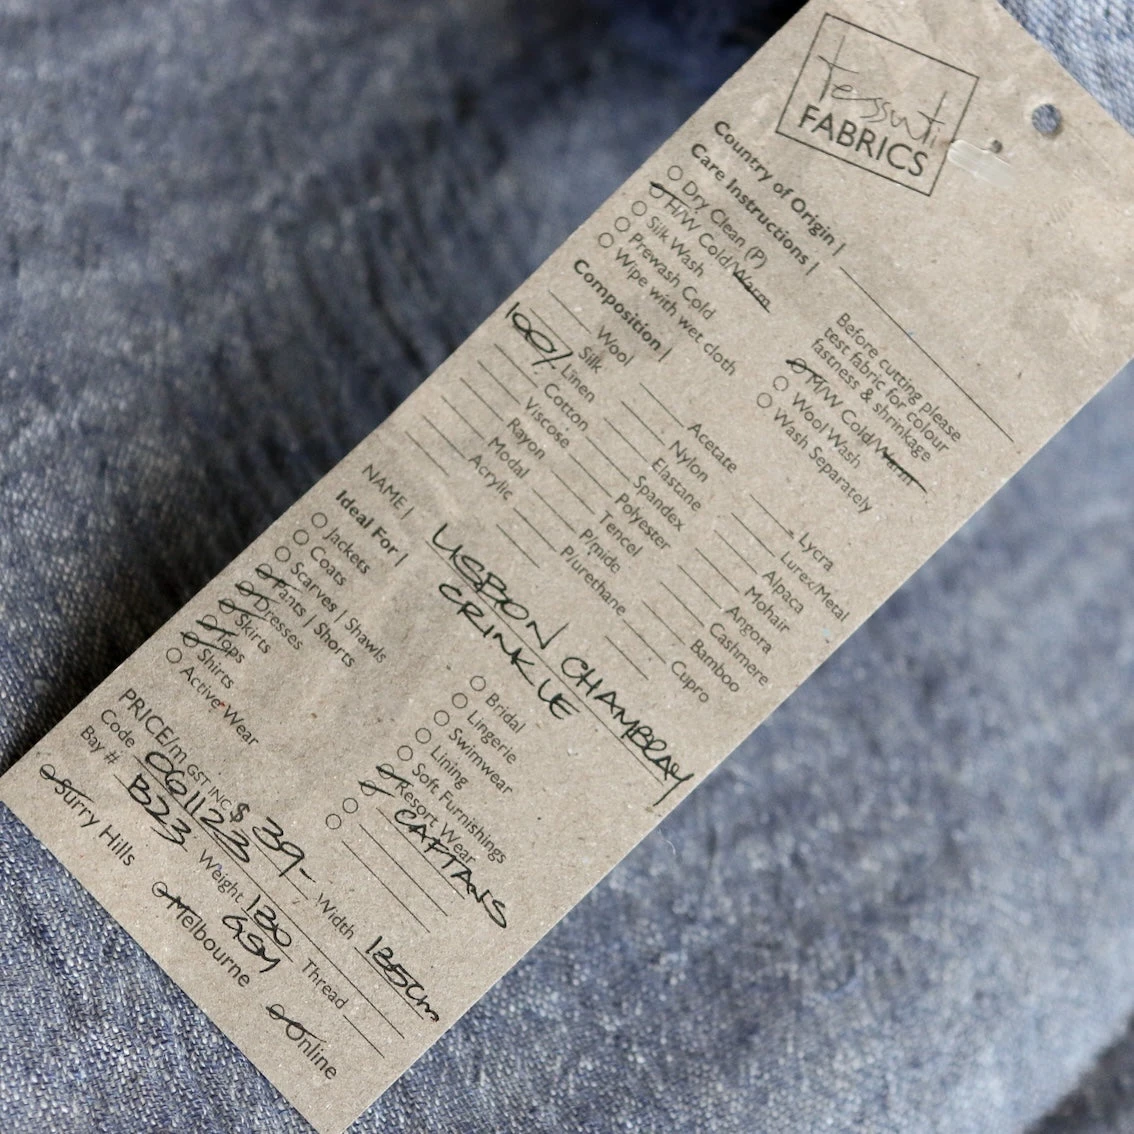 Tessuti
FABRICS
Country of Origin |
Care Instructions |
Dry Clean (P)
H/W Cold/Warm
Silk Wash
Prewash Cold
Wipe with wet cloth
Before cutting please
test fabric for colour
fastness & shrinkage
M/W Cold/Warm
Wool Wash
Wash Separately
Composition |
Wool
Silk
100% Linen
Cotton
Viscose
Rayon
Modal
Acrylic
Acetate
Nylon
Elastane
Spandex
Polyester
Tencel
P/mide
P/urethane
Lycra
Lurex/Metal
Alpaca
Mohair
Angora
Cashmere
Bamboo
Cupro
NAME | LISBON CHAMBRAY
CRINKLE
Ideal For |
Jackets
Coats
Scarves | Shawls
Pants | Shorts
Dresses
Skirts
Tops
Shirts
Active Wear
Bridal
Lingerie
Swimwear
Lining
Soft Furnishings
Resort Wear
CAFTANS
PRICE/m GST INC $ 39- Width 135cm
Code 061123 Weight 130 GSM Thread
Bay # B23
Surry Hills Melbourne Online